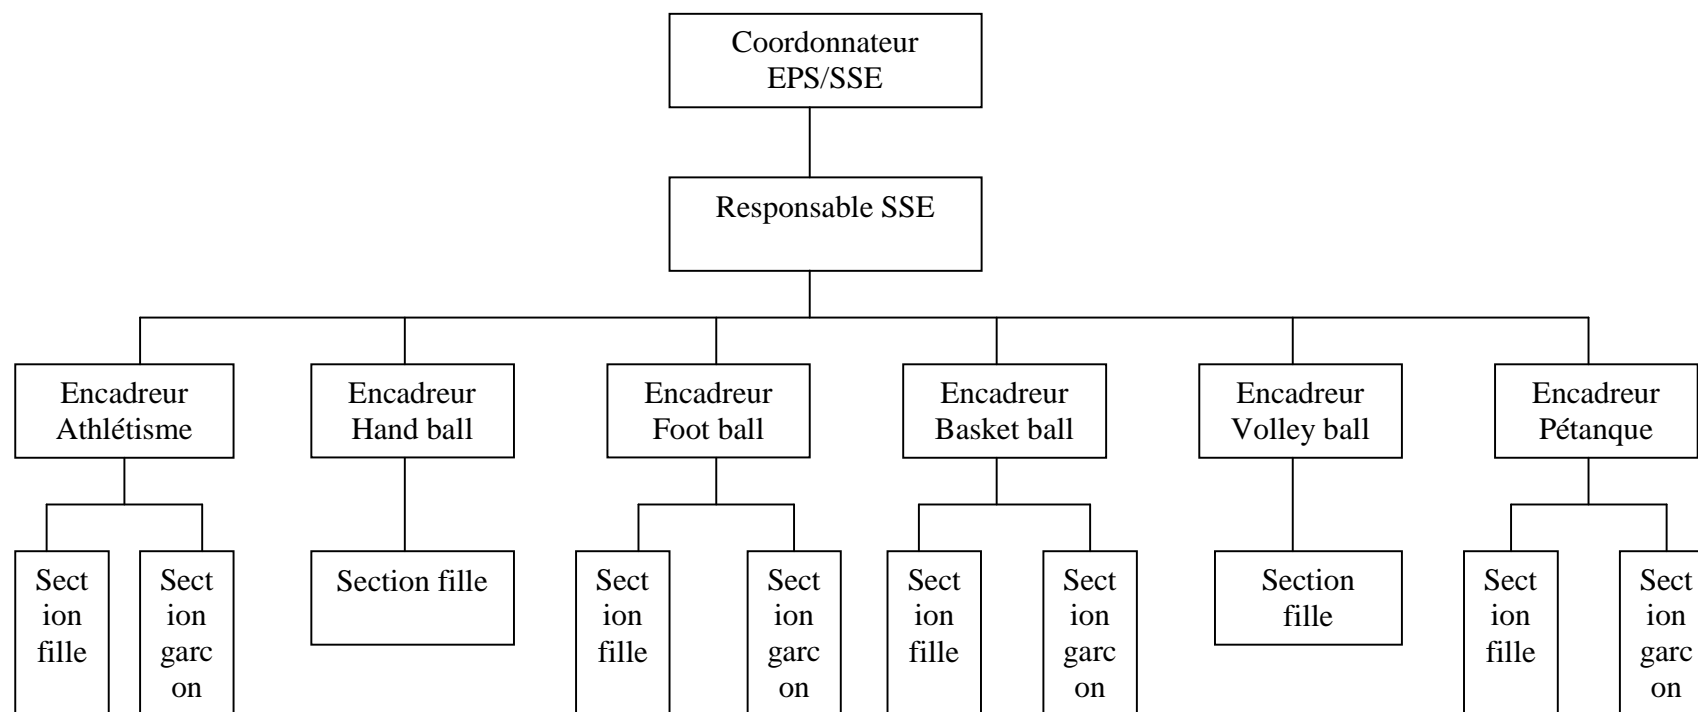 Coordonnateur
EPS/SSE
Responsable SSE
Encadreur
Athlétisme
Encadreur
Hand ball
Encadreur
Foot ball
Encadreur
Basket ball
Encadreur
Volley ball
Encadreur
Pétanque
Sect
ion
fille
Sect
ion
garc
on
Section fille
Sect
ion
fille
Sect
ion
garc
on
Sect
ion
fille
Sect
ion
garc
on
Section
fille
Sect
ion
fille
Sect
ion
garc
on